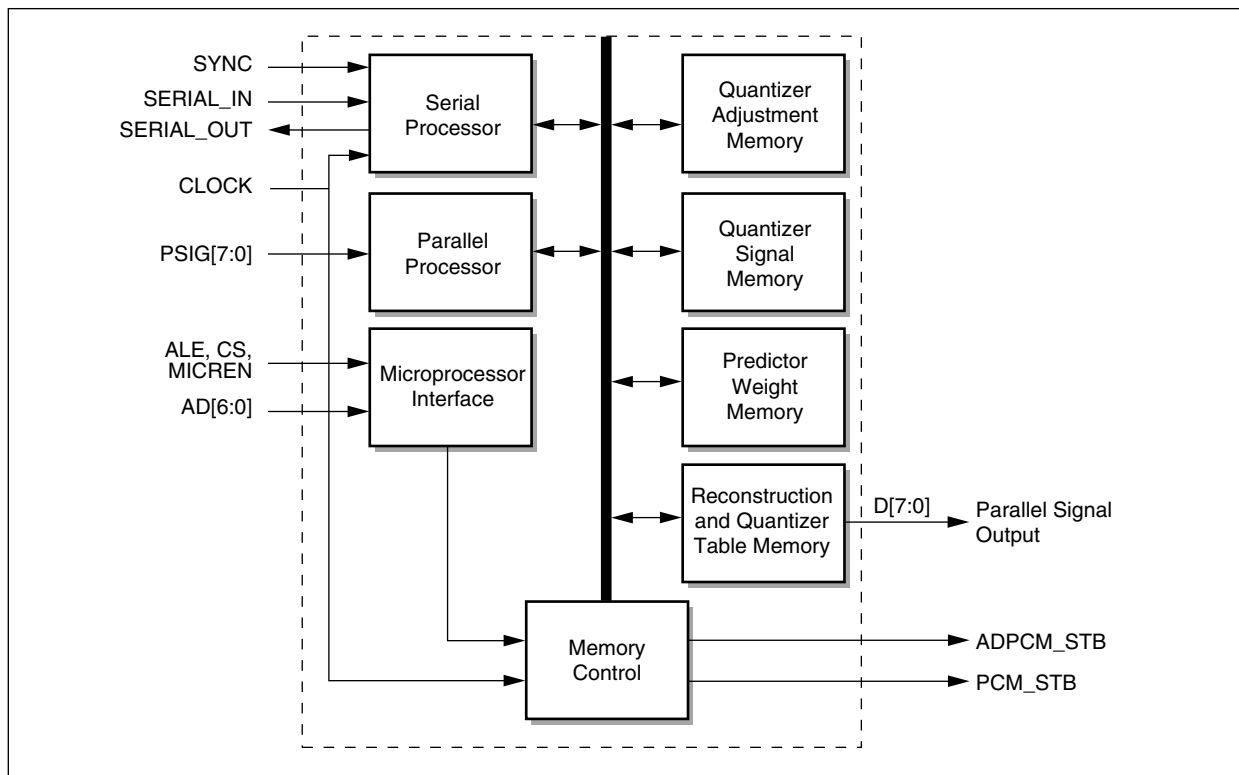 SYNC
SERIAL_IN
SERIAL_OUT
CLOCK
PSIG[7:0]
ALE, CS,
MICREN
AD[6:0]
Serial
Processor
Parallel
Processor
Microprocessor
Interface
Quantizer
Adjustment
Memory
Quantizer
Signal
Memory
Predictor
Weight
Memory
Reconstruction
and Quantizer
Table Memory
D[7:0]
Parallel Signal
Output
Memory
Control
ADPCM_STB
PCM_STB